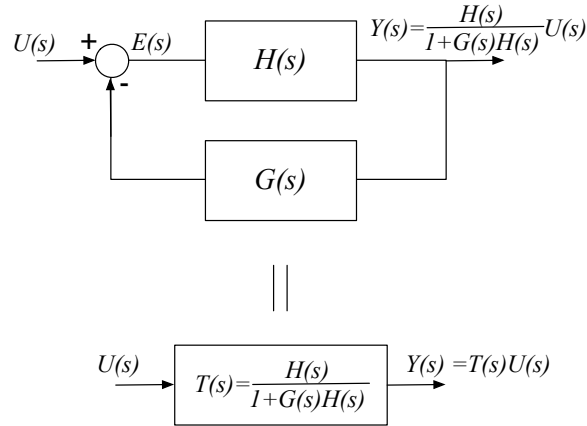 U(s) + E(s) H(s) Y(s)=H(s)/1+G(s)H(s) U(s)
-
G(s)
U(s) T(s)=H(s)/1+G(s)H(s) Y(s) =T(s)U(s)